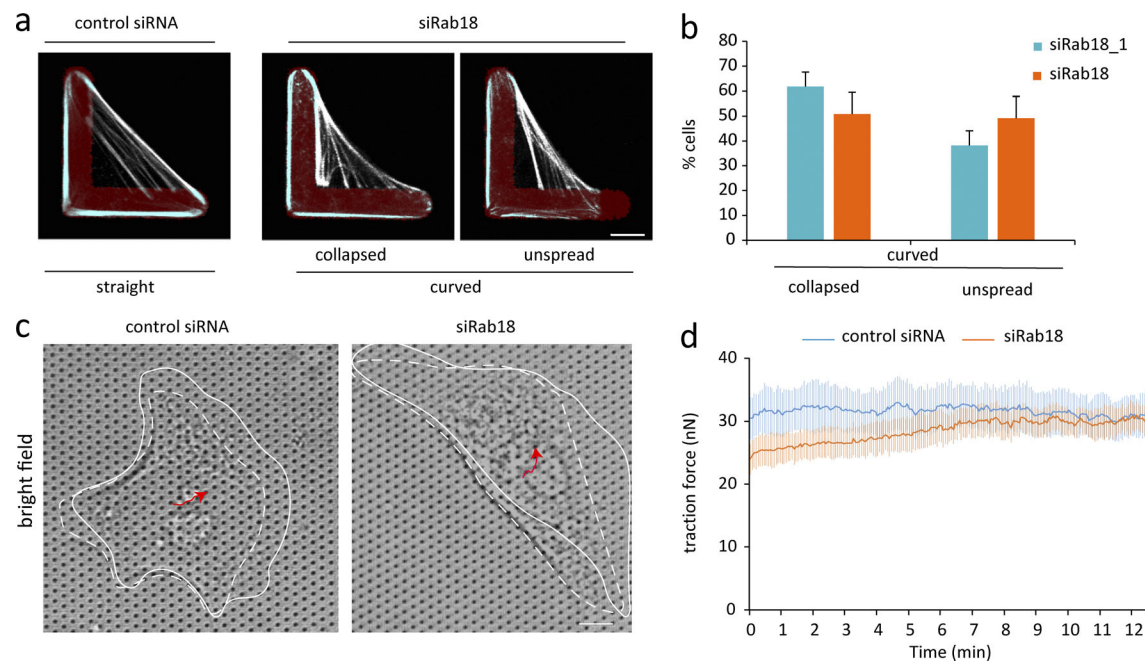 a
control siRNA
siRab18
collapsed
unspread
straight
curved
b
% cells
80
70
60
50
40
30
20
10
0
siRab18_1
siRab18
curved
collapsed
unspread
c
control siRNA
siRab18
bright field
d
control siRNA
siRab18
traction force (nN)
40
30
20
10
0
0 1 2 3 4 5 6 7 8 9 10 11 12
Time (min)